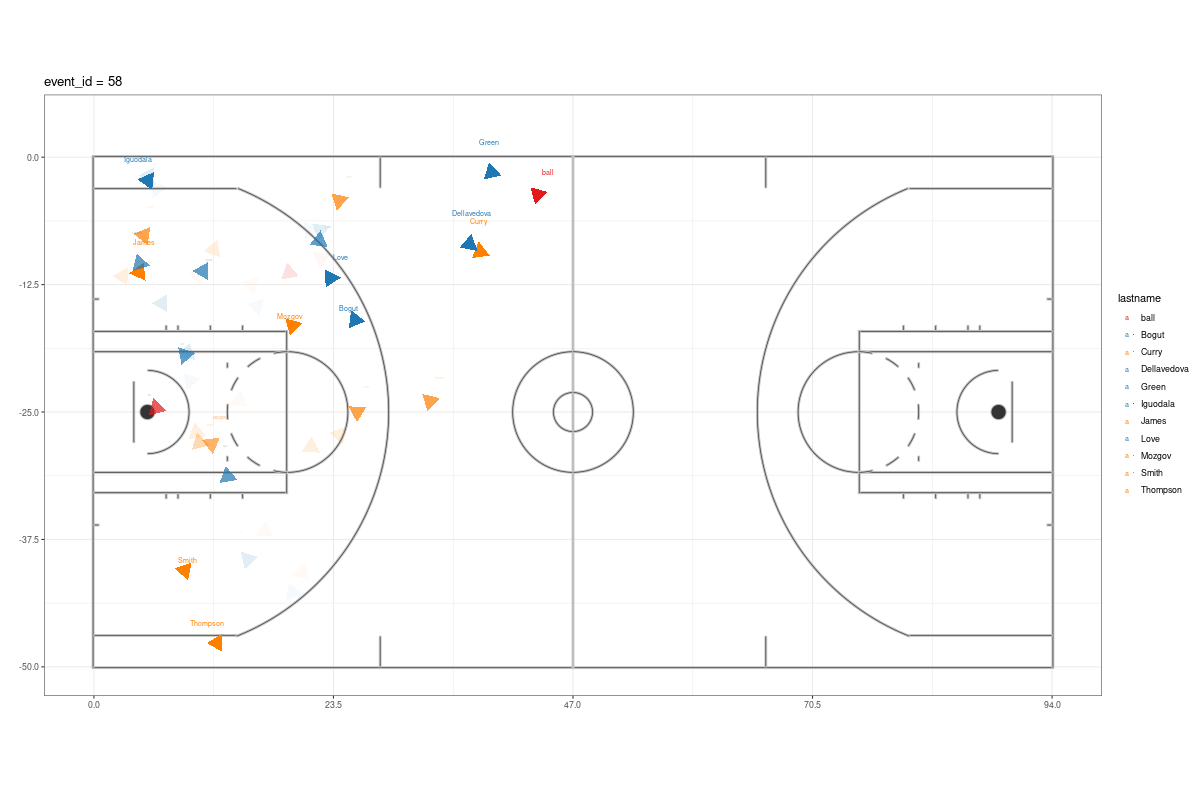 event_id = 58
Green
Iguodala
0.0
ball
Dellavedova
Curry
James
Love
-12.5
Bogut
Mozgov
-25.0
-37.5
Smith
Thompson
-50.0
0.0 23.5 47.0 70.5 94.0
lastname
a ball
a Bogut
a Curry
a Dellavedova
a Green
a Iguodala
a James
a Love
a Mozgov
a Smith
a Thompson